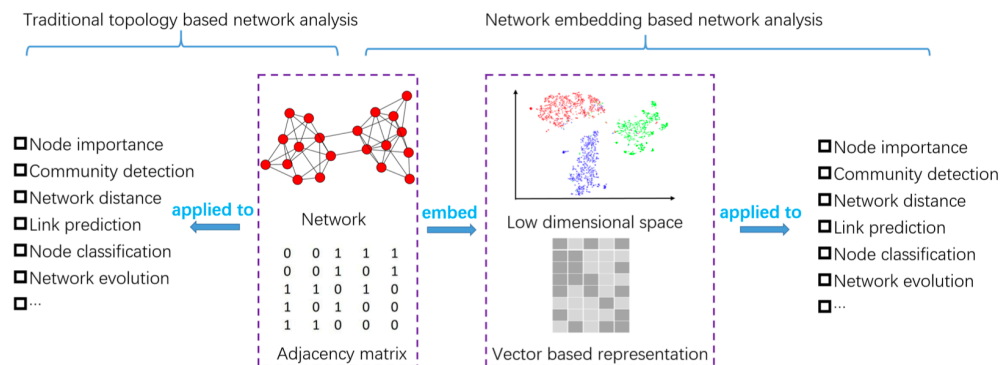 Traditional topology based network analysis
Network embedding based network analysis
Node importance
Community detection
Network distance
Link prediction
Node classification
Network evolution
...
applied to
Network
0 0 1 1 1
0 0 1 0 1
1 1 0 1 0
1 0 1 0 0
1 1 0 0 0
Adjacency matrix
embed
Low dimensional space
Vector based representation
applied to
Node importance
Community detection
Network distance
Link prediction
Node classification
Network evolution
...